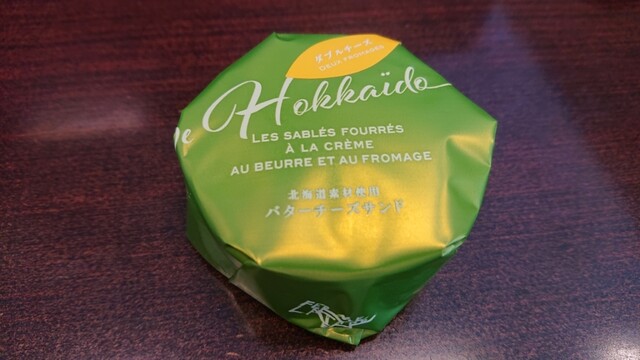 ダブルチーズ
DEUX FROMAGES
Hokkaïdo
LES SABLÉS FOURRÉS
À LA CRÈME
AU BEURRE ET AU FROMAGE
北海道素材使用
バターチーズサンド